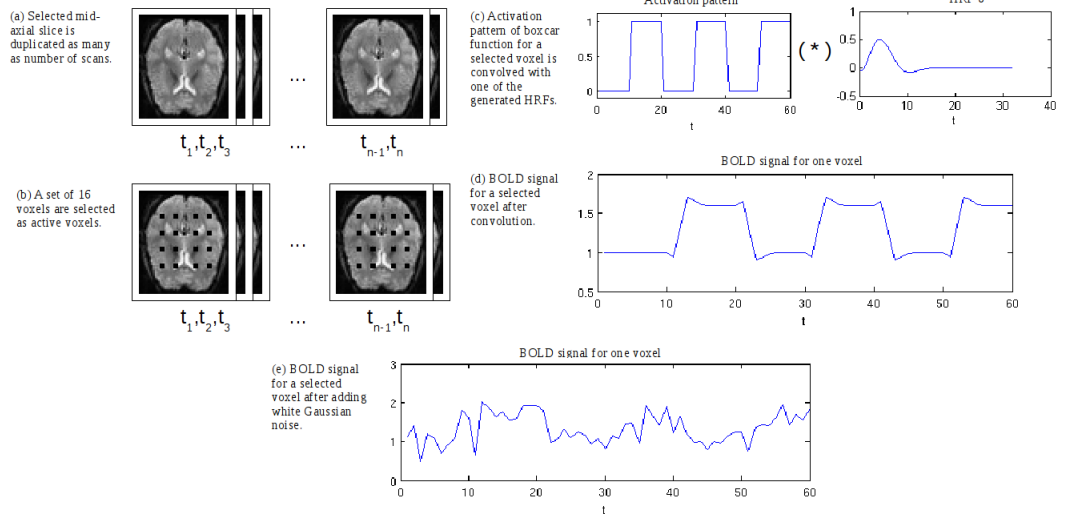 (a) Selected mid-
axial slice is
duplicated as many
as number of scans.
...
t1,t2,t3
...
tn-1,tn
(b) A set of 16
voxels are selected
as active voxels.
...
t1,t2,t3
...
tn-1,tn
(c) Activation
pattern of boxcar
function for a
selected voxel is
convolved with
one of the
generated HRFs.
Activation pattern
1
0.5
0
0 10 20 30 40 50 60
t
(*)
1
0.5
0
-0.5
0 10 20 30 40
t
(d) BOLD signal
for a selected
voxel after
convolution.
BOLD signal for one voxel
2
1.5
1
0.5
0 10 20 30 40 50 60
t
(e) BOLD signal
for a selected
voxel after adding
white Gaussian
noise.
BOLD signal for one voxel
3
2
1
0
0 10 20 30 40 50 60
t